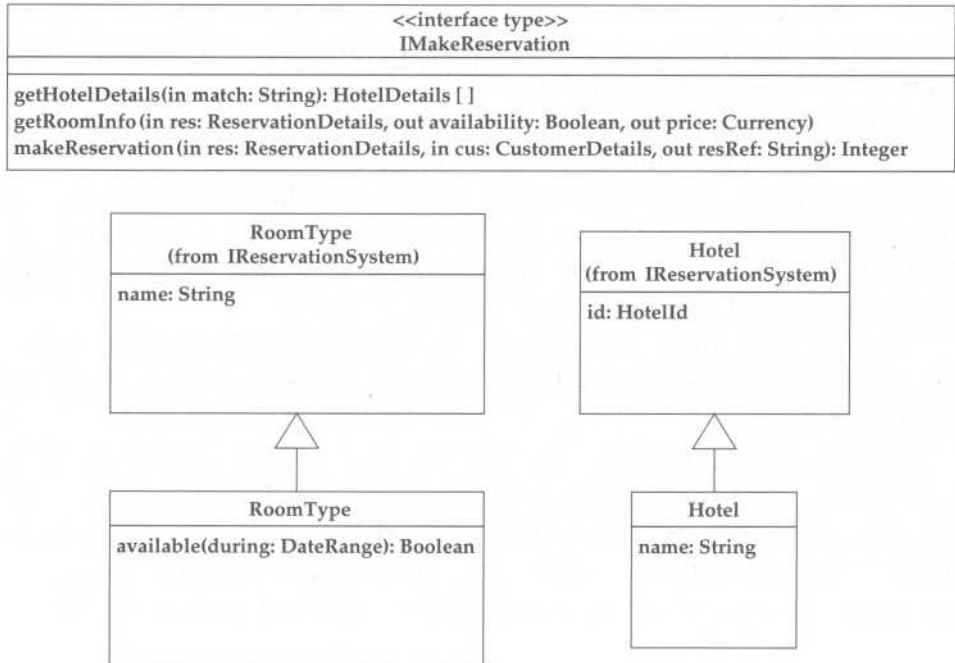 <<interface type>>
IMakeReservation
getHotelDetails(in match: String): HotelDetails [ ]
getRoomInfo(in res: ReservationDetails, out availability: Boolean, out price: Currency)
makeReservation(in res: ReservationDetails, in cus: CustomerDetails, out resRef: String): Integer
RoomType
(from IReservationSystem)
name: String
Hotel
(from IReservationSystem)
id: HotelId
RoomType
available(during: DateRange): Boolean
Hotel
name: String